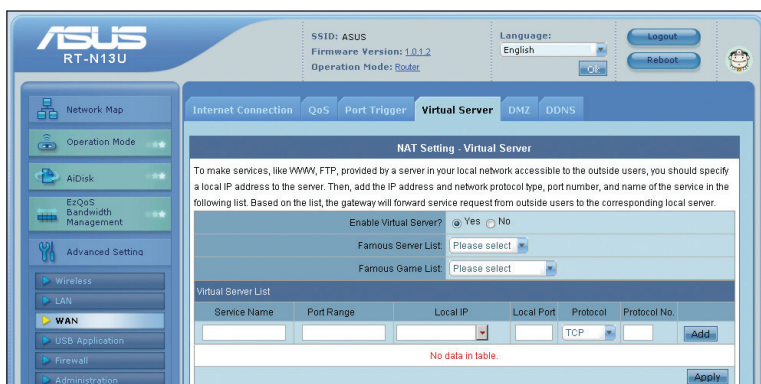 ASUS
RT-N13U
SSID: ASUS
Firmware Version: 1.0.1.2
Operation Mode: Router
Language:
English
OK
Logout
Reboot
Network Map
Operation Mode
AiDisk
EzQoS
Bandwidth
Management
Advanced Setting
Wireless
LAN
WAN
USB Application
Firewall
Administration
Internet Connection QoS Port Trigger Virtual Server DMZ DDNS
NAT Setting - Virtual Server
To make services, like WWW, FTP, provided by a server in your local network accessible to the outside users, you should specify
a local IP address to the server. Then, add the IP address and network protocol type, port number, and name of the service in the
following list. Based on the list, the gateway will forward service request from outside users to the corresponding local server.
Enable Virtual Server? Yes No
Famous Server List: Please select
Famous Game List: Please select
Virtual Server List
Service Name Port Range Local IP Local Port Protocol Protocol No.
TCP Add
No data in table.
Apply